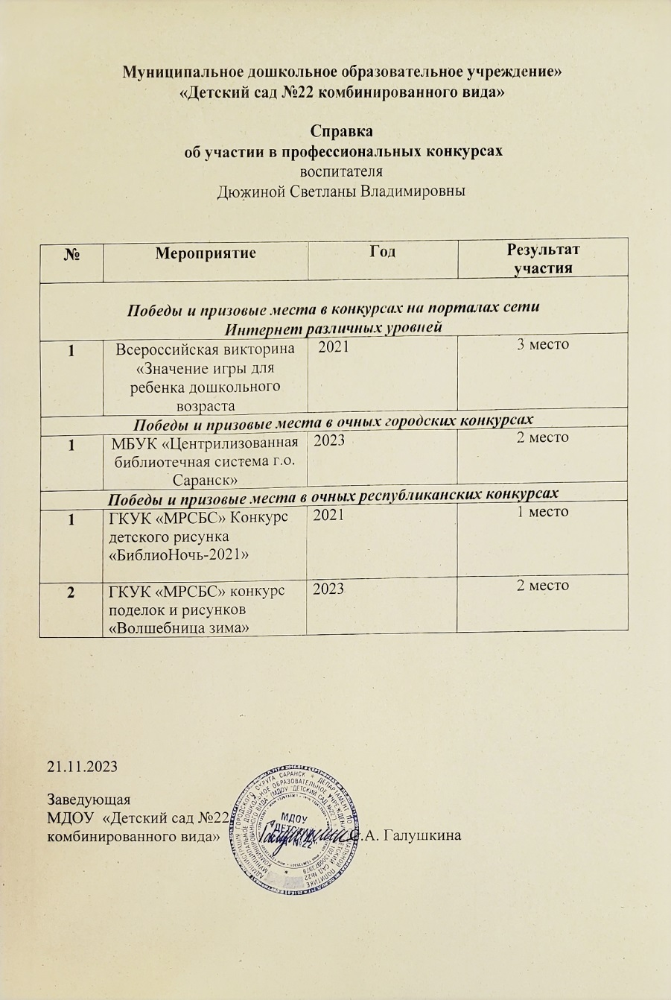 Муниципальное дошкольное образовательное учреждение»
«Детский сад №22 комбинированного вида»
Справка
об участии в профессиональных конкурсах
воспитателя
Дюжиной Светланы Владимировны
№ Мероприятие Год Результат
участия
Победы и призовые места в конкурсах на порталах сети
Интернет различных уровней
1 Всероссийская викторина 2021 3 место
«Значение игры для
ребенка дошкольного
возраста
Победы и призовые места в очных городских конкурсах
1 МБУК «Центрилизованная 2023 2 место
библиотечная система г.о.
Саранск»
Победы и призовые места в очных республиканских конкурсах
1 ГКУК «МРСБС» Конкурс 2021 1 место
детского рисунка
«БиблиоНочь-2021»
2 ГКУК «МРСБС» конкурс 2023 2 место
поделок и рисунков
«Волшебница зима»
21.11.2023
Заведующая
МДОУ «Детский сад №22
комбинированного вида» .А. Галушкина
МДОУ
№22"